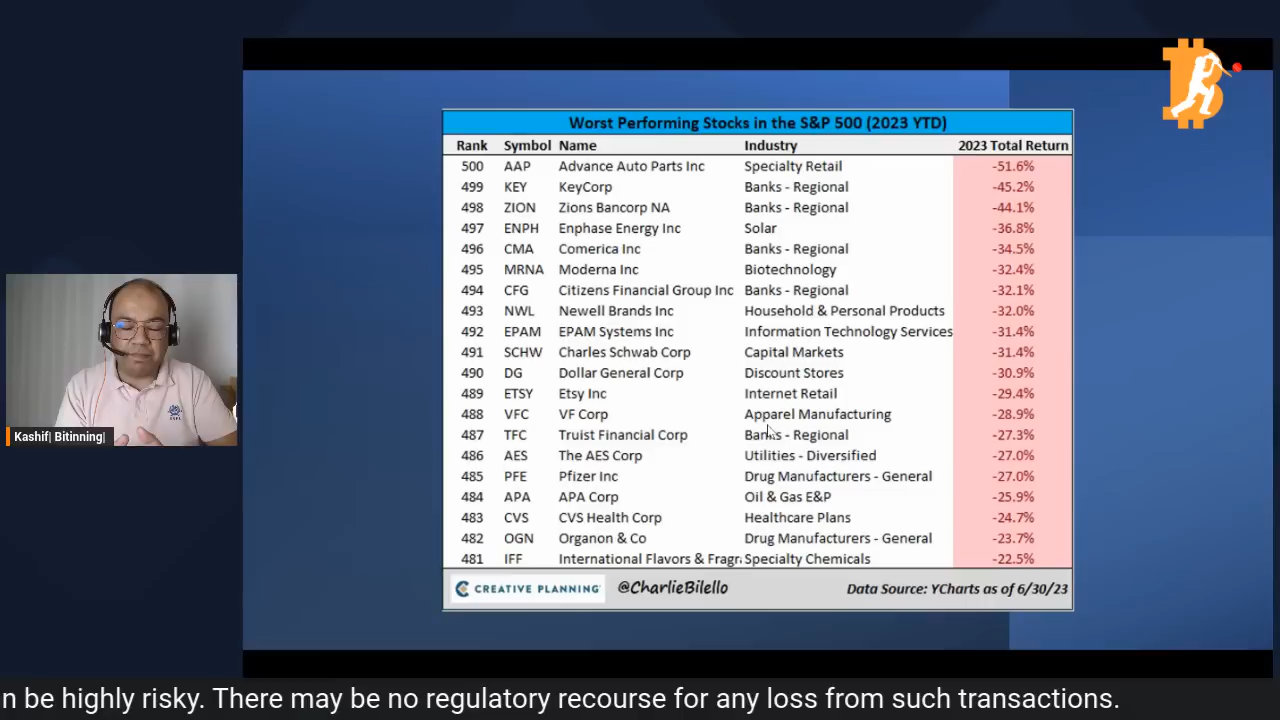 Worst Performing Stocks in the S&P 500 (2023 YTD)
Rank Symbol Name Industry 2023 Total Return
500 AAP Advance Auto Parts Inc Specialty Retail -51.6%
499 KEY KeyCorp Banks - Regional -45.2%
498 ZION Zions Bancorp NA Banks - Regional -44.1%
497 ENPH Enphase Energy Inc Solar -36.8%
496 CMA Comerica Inc Banks - Regional -34.5%
495 MRNA Moderna Inc Biotechnology -32.4%
494 CFG Citizens Financial Group Inc Banks - Regional -32.1%
493 NWL Newell Brands Inc Household & Personal Products -32.0%
492 EPAM EPAM Systems Inc Information Technology Services -31.4%
491 SCHW Charles Schwab Corp Capital Markets -31.4%
490 DG Dollar General Corp Discount Stores -30.9%
489 ETSY Etsy Inc Internet Retail -29.4%
488 VFC VF Corp Apparel Manufacturing -28.9%
487 TFC Truist Financial Corp Banks - Regional -27.3%
486 AES The AES Corp Utilities - Diversified -27.0%
485 PFE Pfizer Inc Drug Manufacturers - General -27.0%
484 APA APA Corp Oil & Gas E&P -25.9%
483 CVS CVS Health Corp Healthcare Plans -24.7%
482 OGN Organon & Co Drug Manufacturers - General -23.7%
481 IFF International Flavors & Fragr Specialty Chemicals -22.5%
CREATIVE PLANNING @CharlieBilello Data Source: YCharts as of 6/30/23
Kashif| Bitinning|
n be highly risky. There may be no regulatory recourse for any loss from such transactions.